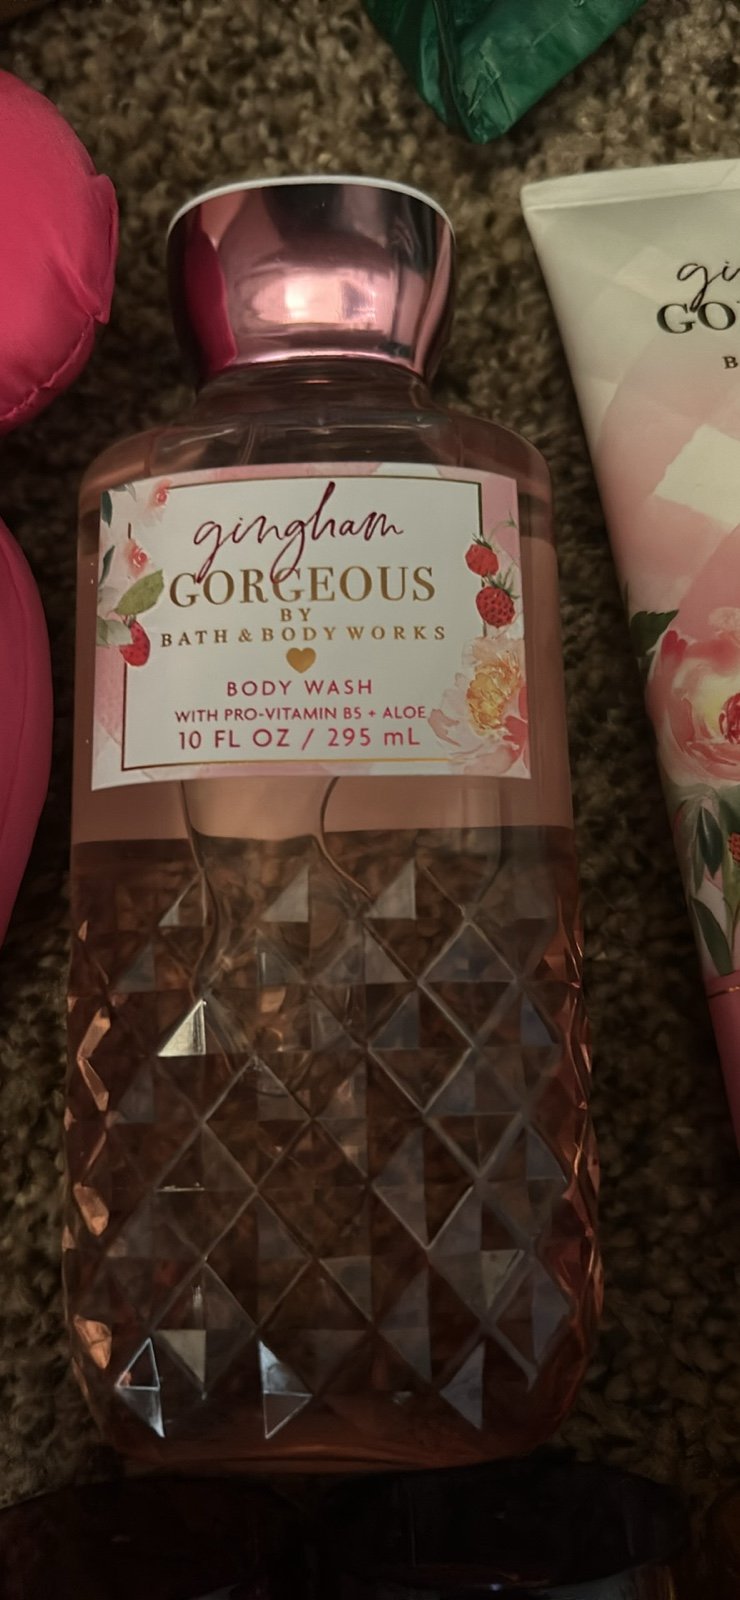 gingham
GORGEOUS
BY
BATH & BODY WORKS
BODY WASH
WITH PRO-VITAMIN B5 + ALOE
10 FL OZ / 295 mL
gi
GO
B